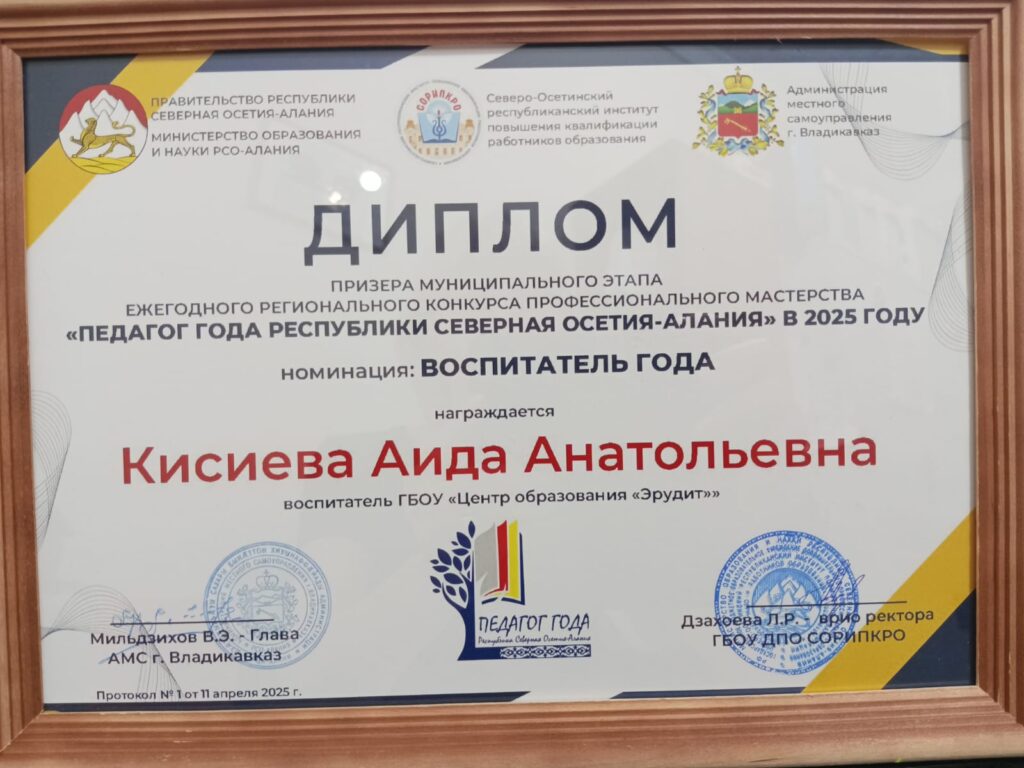 ПРАВИТЕЛЬСТВО РЕСПУБЛИКИ
СЕВЕРНАЯ ОСЕТИЯ-АЛАНИЯ
МИНИСТЕРСТВО ОБРАЗОВАНИЯ
И НАУКИ РСО-АЛАНИЯ
СОРИПКРО
Северо-Осетинский
республиканский институт
повышения квалификации
работников образования
Администрация
местного
самоуправления
г. Владикавказ
ДИПЛОМ
ПРИЗЕРА МУНИЦИПАЛЬНОГО ЭТАПА
ЕЖЕГОДНОГО РЕГИОНАЛЬНОГО КОНКУРСА ПРОФЕССИОНАЛЬНОГО МАСТЕРСТВА
«ПЕДАГОГ ГОДА РЕСПУБЛИКИ СЕВЕРНАЯ ОСЕТИЯ-АЛАНИЯ» В 2025 ГОДУ
номинация: ВОСПИТАТЕЛЬ ГОДА
награждается
Кисиева Аида Анатольевна
воспитатель ГБОУ «Центр образования «Эрудит»»
ПЕДАГОГ ГОДА
Республика Северная Осетия-Алания
Мильдзихов В.Э. - Глава
АМС г. Владикавказ
Дзахоева Л.Р. - врио ректора
ГБОУ ДПО СОРИПКРО
Протокол № 1 от 11 апреля 2025 г.